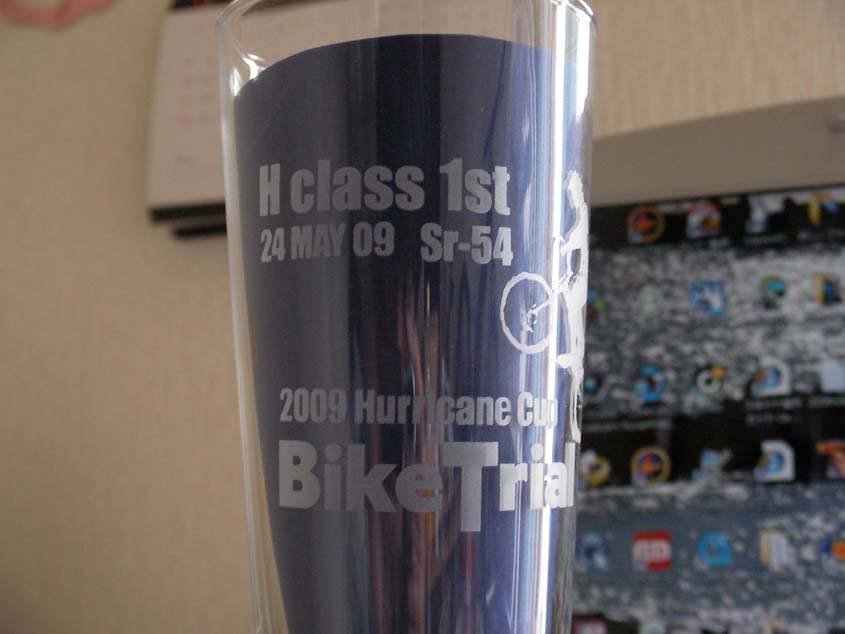 H class 1st
24 MAY 09 Sr-54
2009 Hurricane Cup
BikeTrial